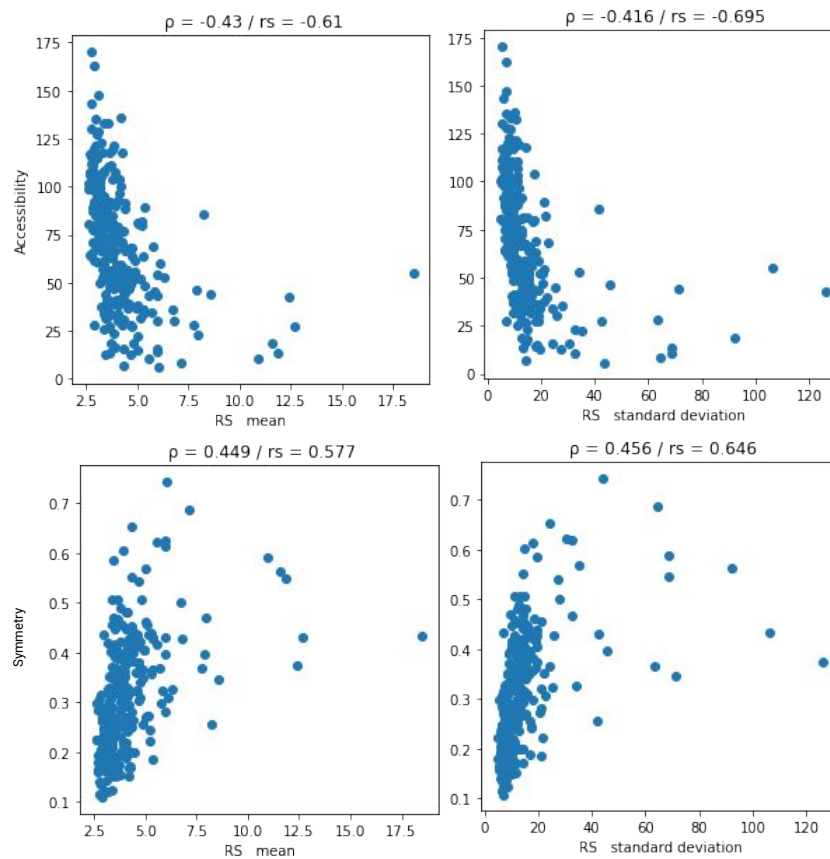 ρ = -0.43 / rs = -0.61
175
150
125
100
75
50
25
0
Accessibility
2.5 5.0 7.5 10.0 12.5 15.0 17.5
RS mean
ρ = -0.416 / rs = -0.695
175
150
125
100
75
50
25
0
0 20 40 60 80 100 120
RS standard deviation
ρ = 0.449 / rs = 0.577
0.7
0.6
0.5
0.4
0.3
0.2
0.1
Symmetry
2.5 5.0 7.5 10.0 12.5 15.0 17.5
RS mean
ρ = 0.456 / rs = 0.646
0.7
0.6
0.5
0.4
0.3
0.2
0.1
0 20 40 60 80 100 120
RS standard deviation